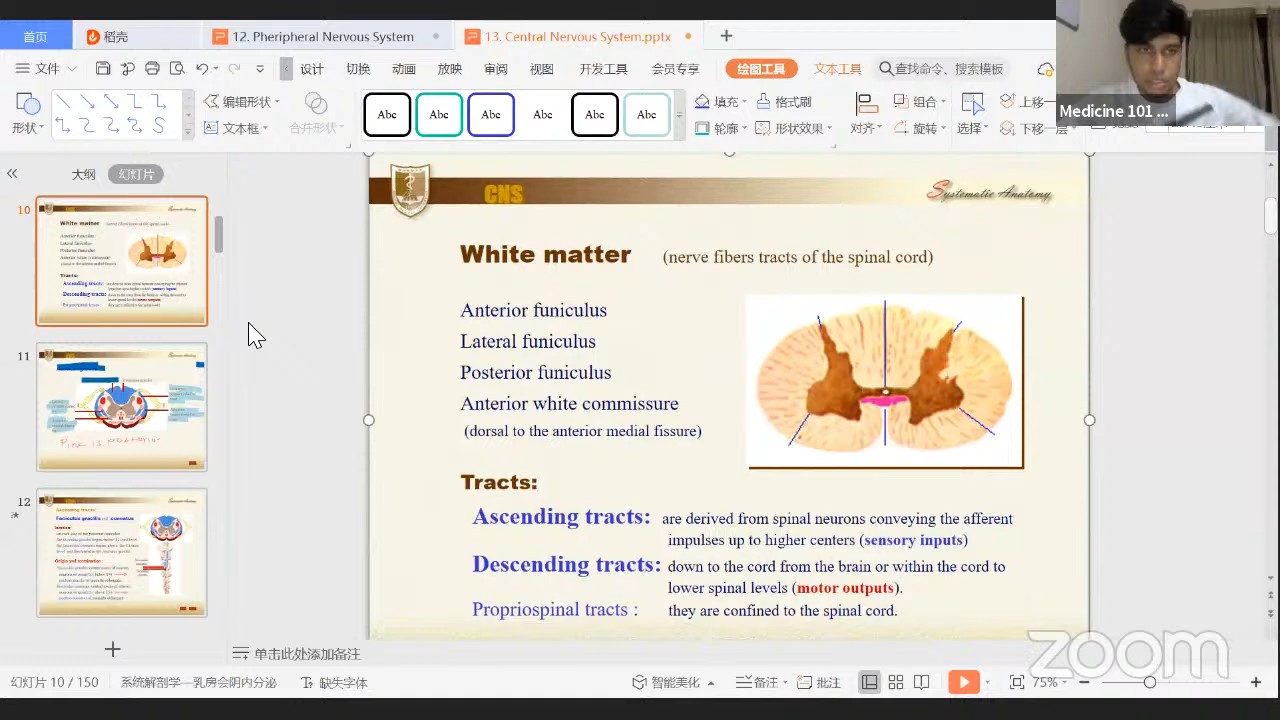 首页
稻壳
12. Pheripheral Nervous System
13. Central Nervous System.pptx
文件
设计
切换
动画
放映
审阅
视图
开发工具
会员专享
绘图工具
文本工具
查找命令、搜索模板
Medicine 101 ...
形状
编辑形状
文本框
合并形状
Abc
Abc
Abc
Abc
Abc
Abc
填充
格式刷
轮廓
形状效果
对齐
组合
旋转
选择
上移一
下移一层
大纲
幻灯片
10
11
12
CNS
Systematic Anatomy
White matter (nerve fibers tracts of the spinal cord)
Anterior funiculus
Lateral funiculus
Posterior funiculus
Anterior white commissure
(dorsal to the anterior medial fissure)
Tracts:
Ascending tracts: are derived from spinal neurons conveying the afferent
impulses up to higher centers (sensory inputs)
Descending tracts: down to the cord from the brain or within the cord to
lower spinal levels (motor outputs).
Propriospinal tracts : they are confined to the spinal cord.
单击此处添加备注
zoom
幻灯片 10 / 150
系统解剖学—乳房会阴内分泌
缺失字体
智能美化
备注
批注
75%